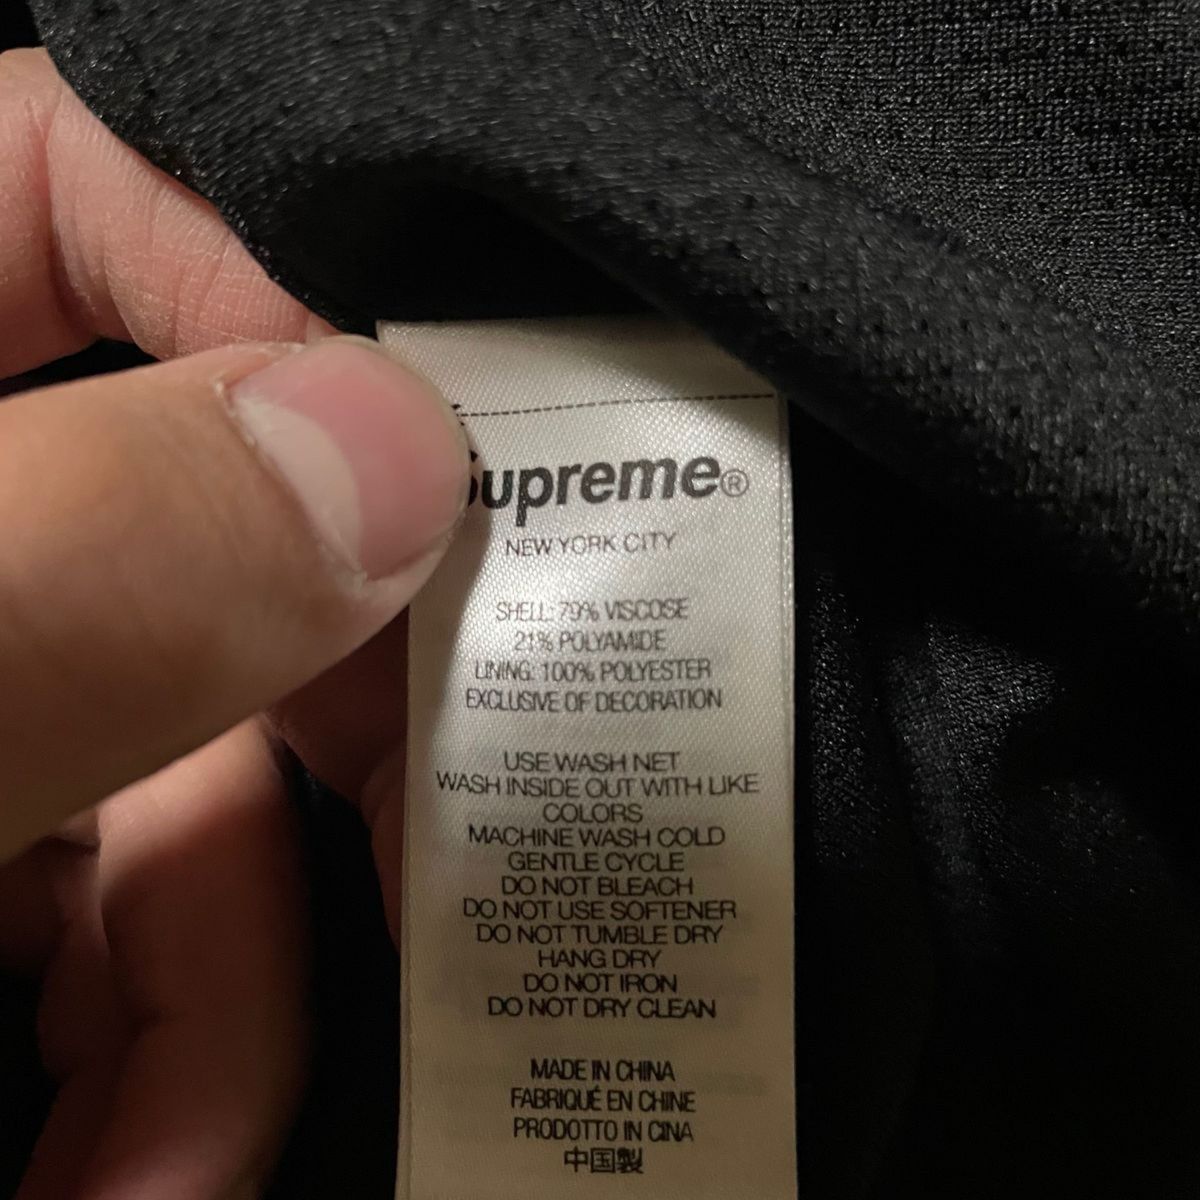 Supreme®
NEW YORK CITY
SHELL: 79% VISCOSE
21% POLYAMIDE
LINING: 100% POLYESTER
EXCLUSIVE OF DECORATION
USE WASH NET
WASH INSIDE OUT WITH LIKE
COLORS
MACHINE WASH COLD
GENTLE CYCLE
DO NOT BLEACH
DO NOT USE SOFTENER
DO NOT TUMBLE DRY
HANG DRY
DO NOT IRON
DO NOT DRY CLEAN
MADE IN CHINA
FABRIQUÉ EN CHINE
PRODOTTO IN CINA
中国製